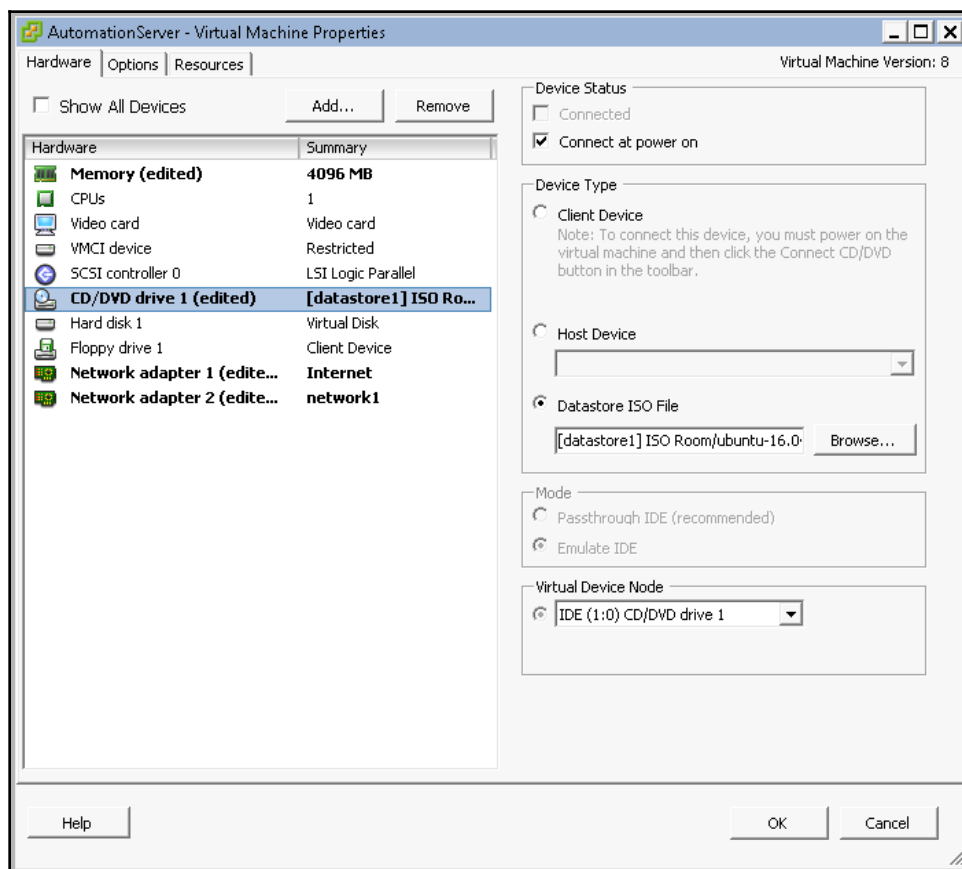 AutomationServer - Virtual Machine Properties
Hardware Options Resources Virtual Machine Version: 8
Show All Devices Add... Remove
Hardware Summary
Memory (edited) 4096 MB
CPUs 1
Video card Video card
VMCI device Restricted
SCSI controller 0 LSI Logic Parallel
CD/DVD drive 1 (edited) [datastore1] ISO Ro...
Hard disk 1 Virtual Disk
Floppy drive 1 Client Device
Network adapter 1 (edite... Internet
Network adapter 2 (edite... network1
Device Status
Connected
Connect at power on
Device Type
Client Device
Note: To connect this device, you must power on the
virtual machine and then click the Connect CD/DVD
button in the toolbar.
Host Device
Datastore ISO File
[datastore1] ISO Room/ubuntu-16.0 Browse...
Mode
Passthrough IDE (recommended)
Emulate IDE
Virtual Device Node
IDE (1:0) CD/DVD drive 1
Help OK Cancel